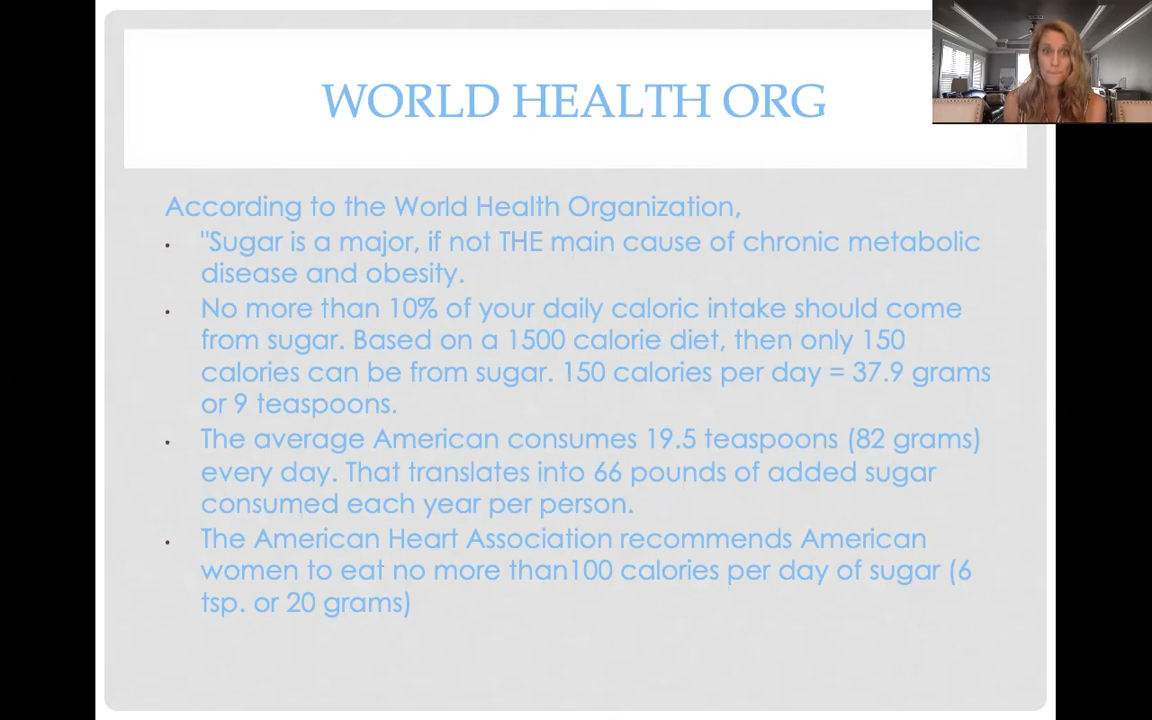 WORLD HEALTH ORG
According to the World Health Organization,
· "Sugar is a major, if not THE main cause of chronic metabolic
disease and obesity.
· No more than 10% of your daily caloric intake should come
from sugar. Based on a 1500 calorie diet, then only 150
calories can be from sugar. 150 calories per day = 37.9 grams
or 9 teaspoons.
· The average American consumes 19.5 teaspoons (82 grams)
every day. That translates into 66 pounds of added sugar
consumed each year per person.
· The American Heart Association recommends American
women to eat no more than100 calories per day of sugar (6
tsp. or 20 grams)